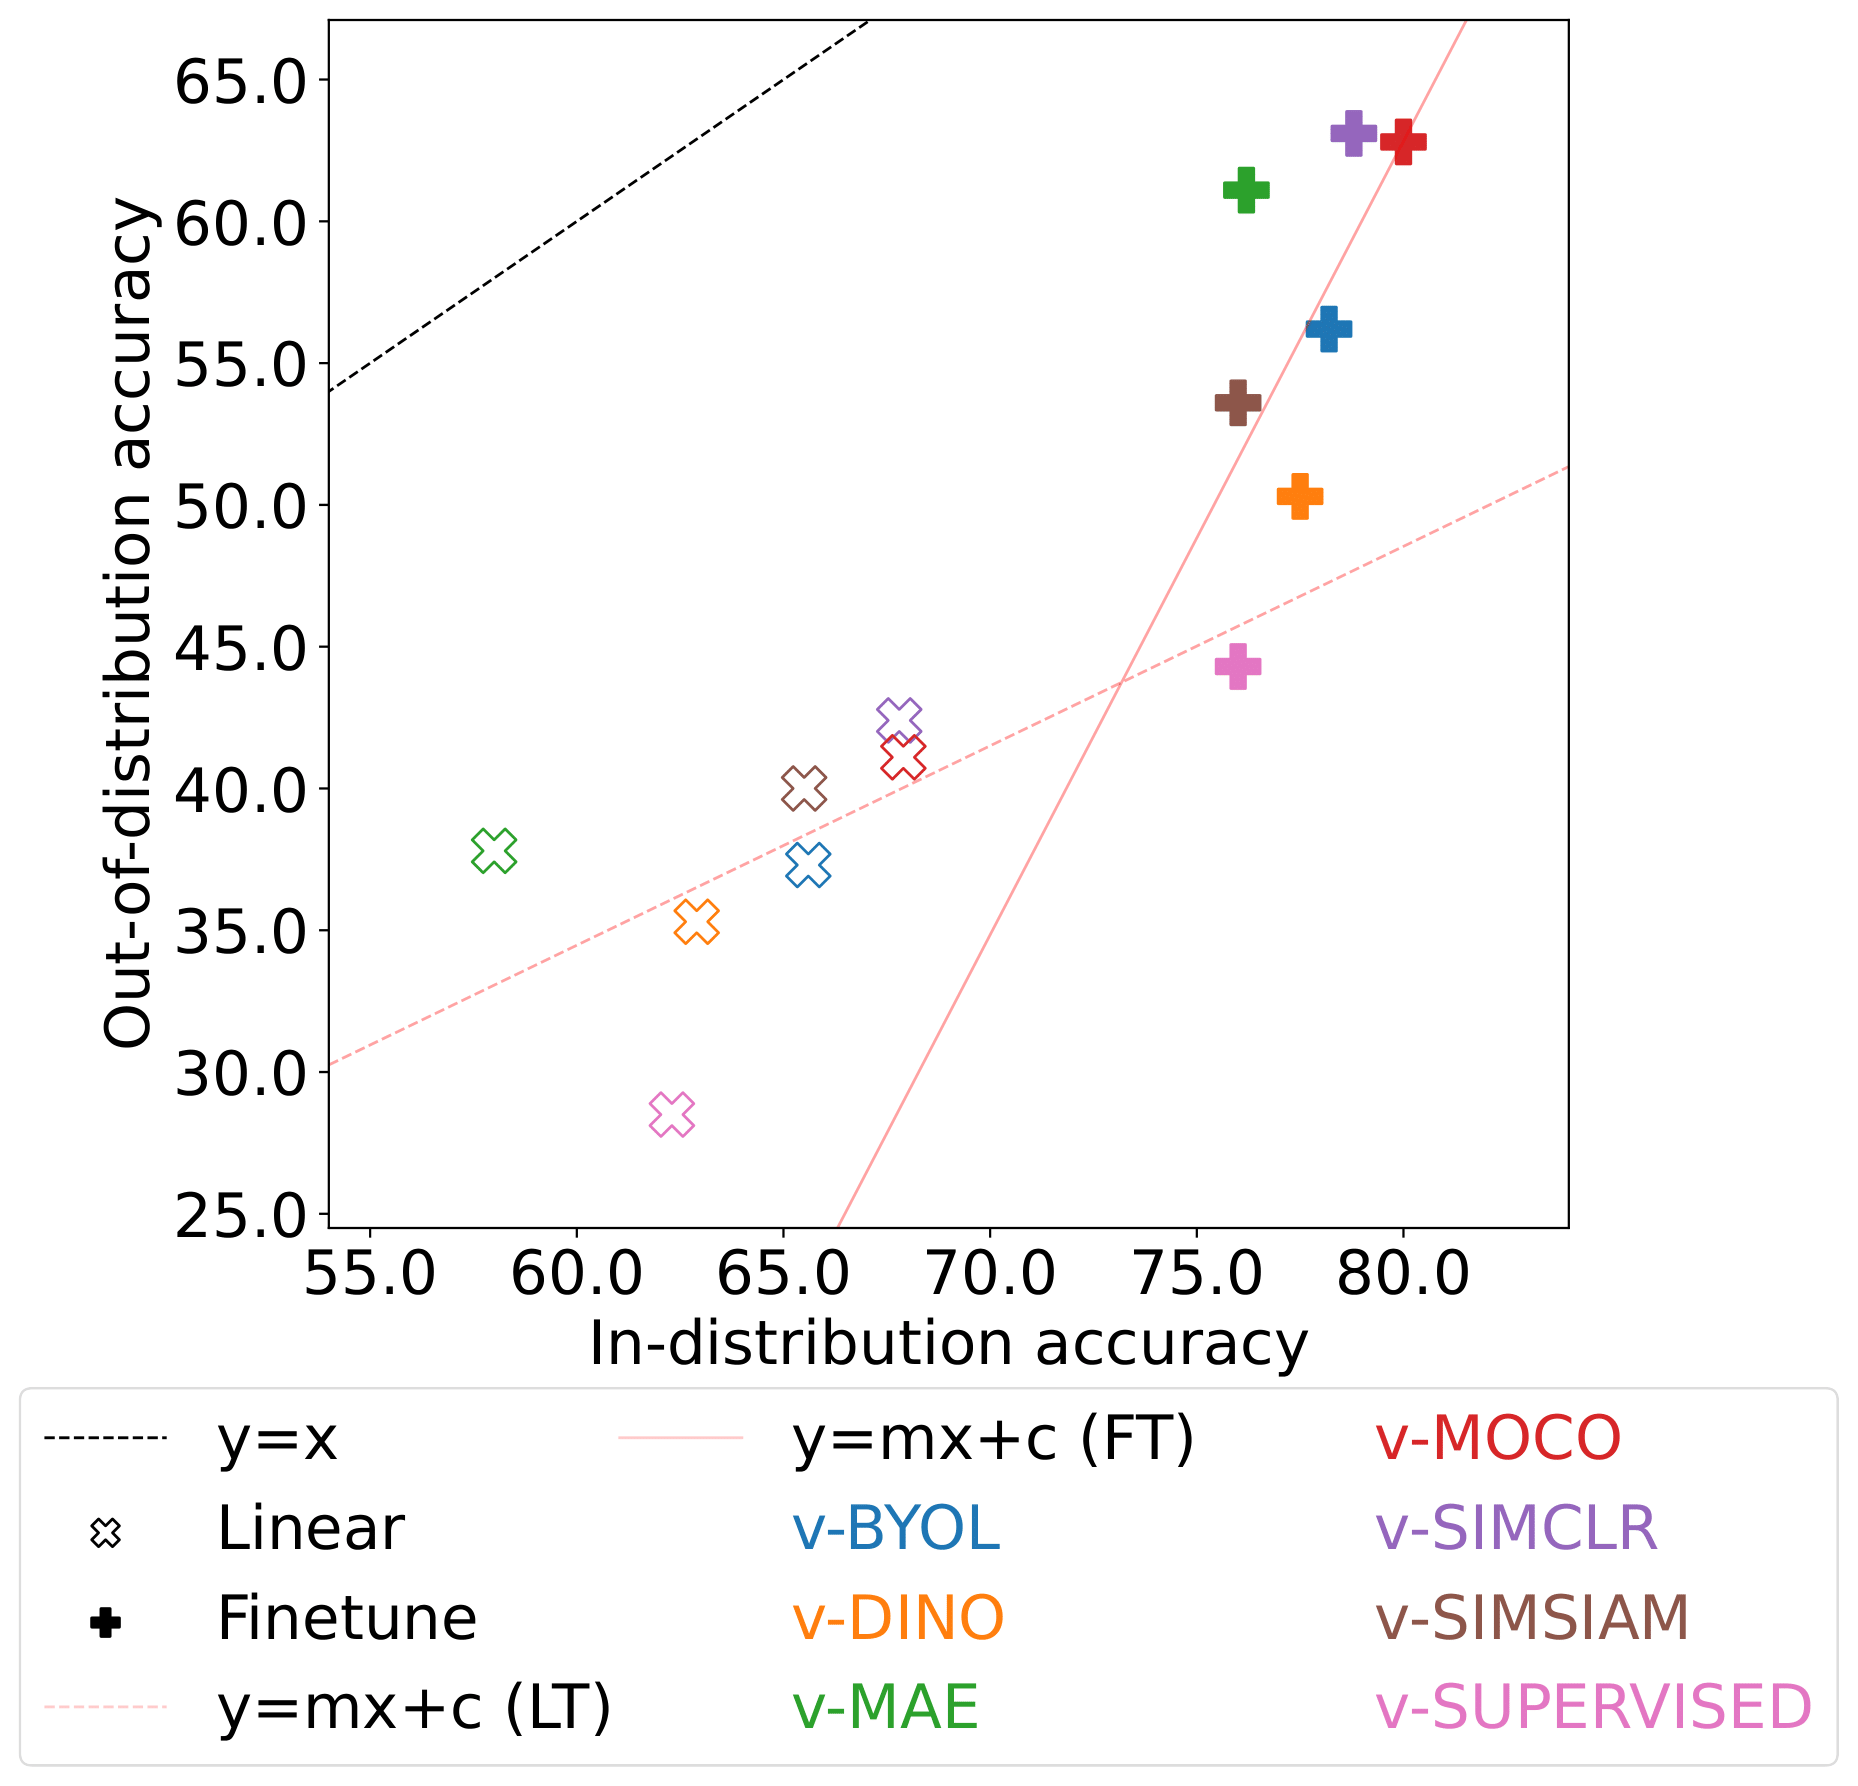 65.0
60.0
55.0
50.0
45.0
40.0
35.0
30.0
25.0
Out-of-distribution accuracy
55.0 60.0 65.0 70.0 75.0 80.0
In-distribution accuracy
y=x y=mx+c (FT) v-MOCO
Linear v-BYOL v-SIMCLR
Finetune v-DINO v-SIMSIAM
y=mx+c (LT) v-MAE v-SUPERVISED